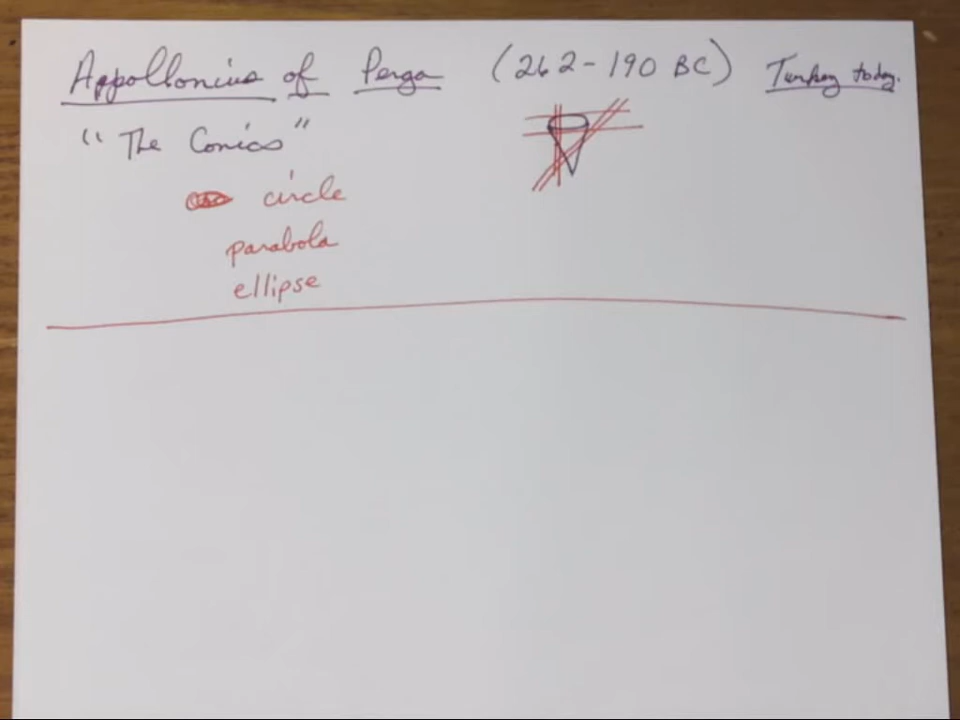 Appollonius of Perga (262-190 BC) Turkey today.
"The Conics"
circle
parabola
ellipse